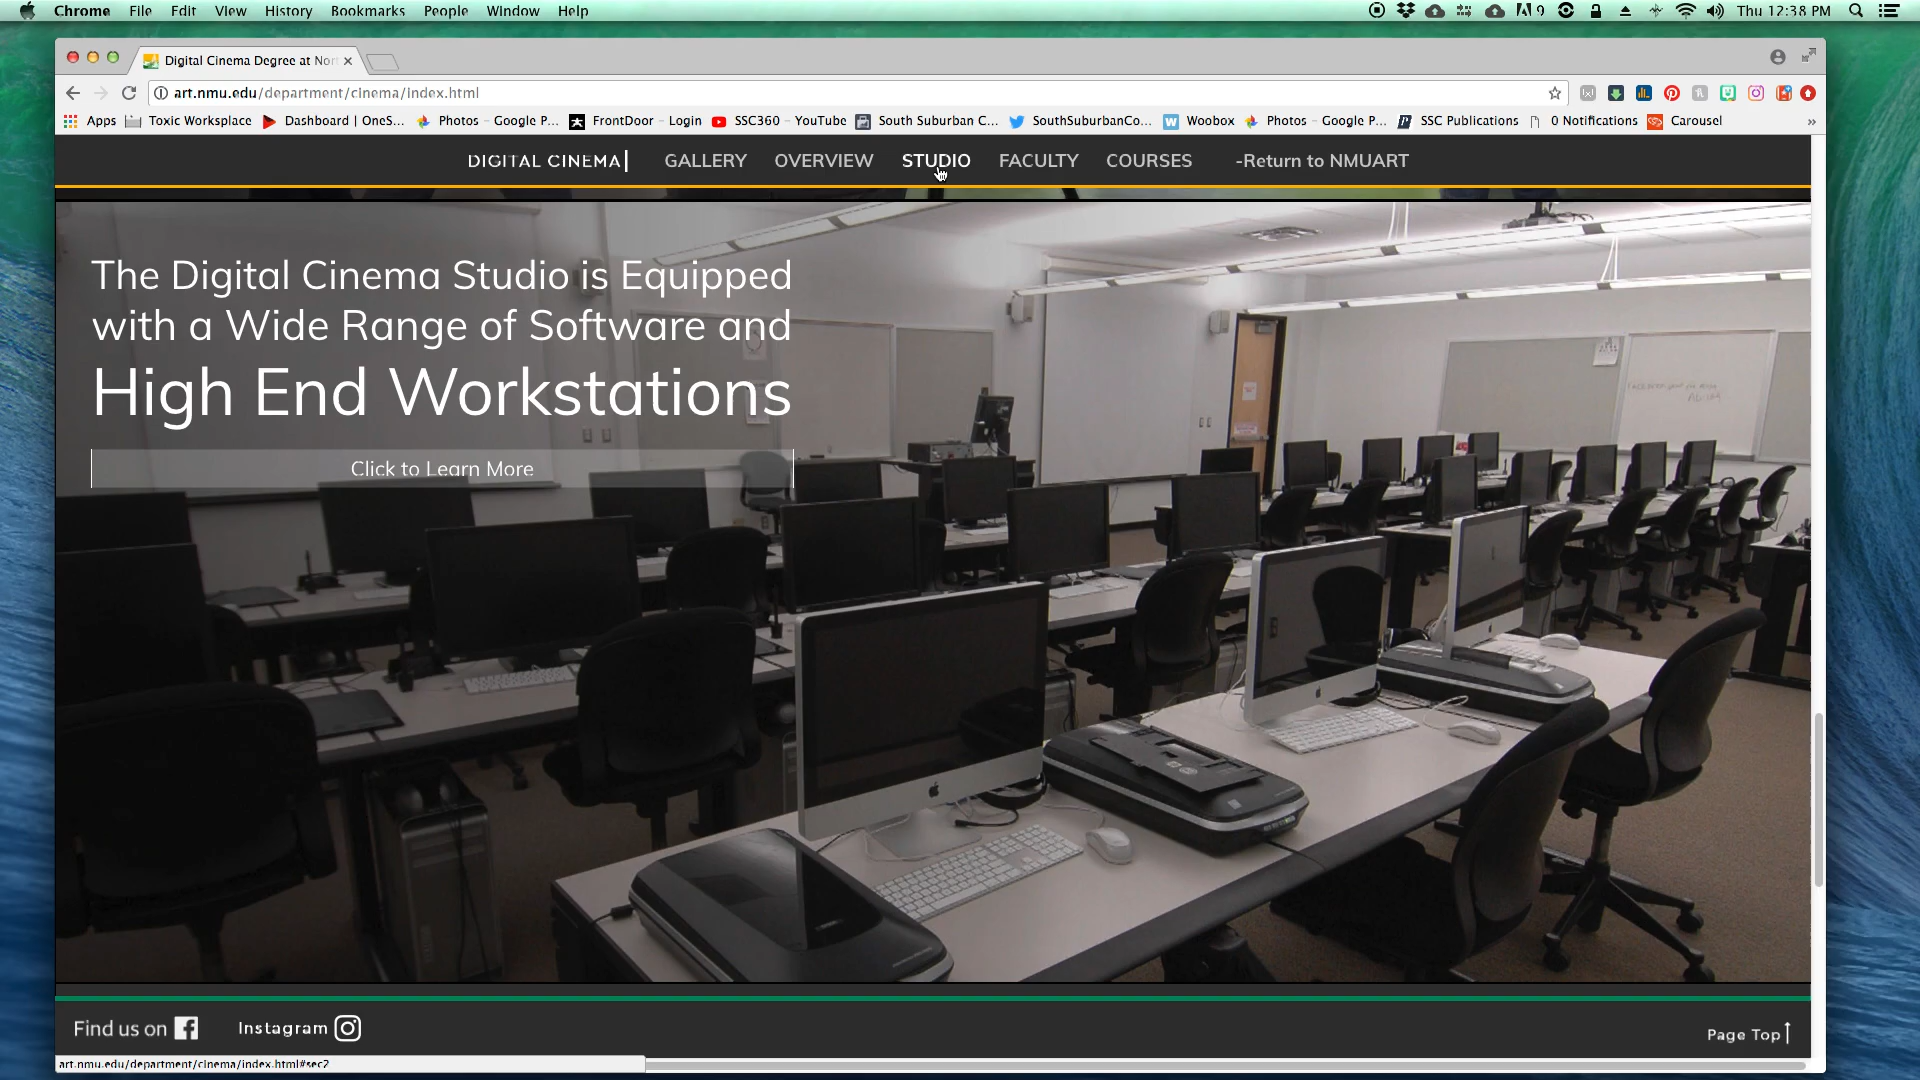 Chrome File Edit View History Bookmarks People Window Help
9 Thu 12:38 PM
Digital Cinema Degree at Nor
art.nmu.edu/department/cinema/index.html
Apps Toxic Workspace Dashboard | OneS... Photos - Google P... FrontDoor - Login SSC360 - YouTube South Suburban C... SouthSuburbanCo... Woobox Photos - Google P... SSC Publications 0 Notifications Carousel »
DIGITAL CINEMA GALLERY OVERVIEW STUDIO FACULTY COURSES -Return to NMUART
The Digital Cinema Studio is Equipped
with a Wide Range of Software and
High End Workstations
Click to Learn More
Find us on Instagram Page Top
art.nmu.edu/department/cinema/index.html#sec2